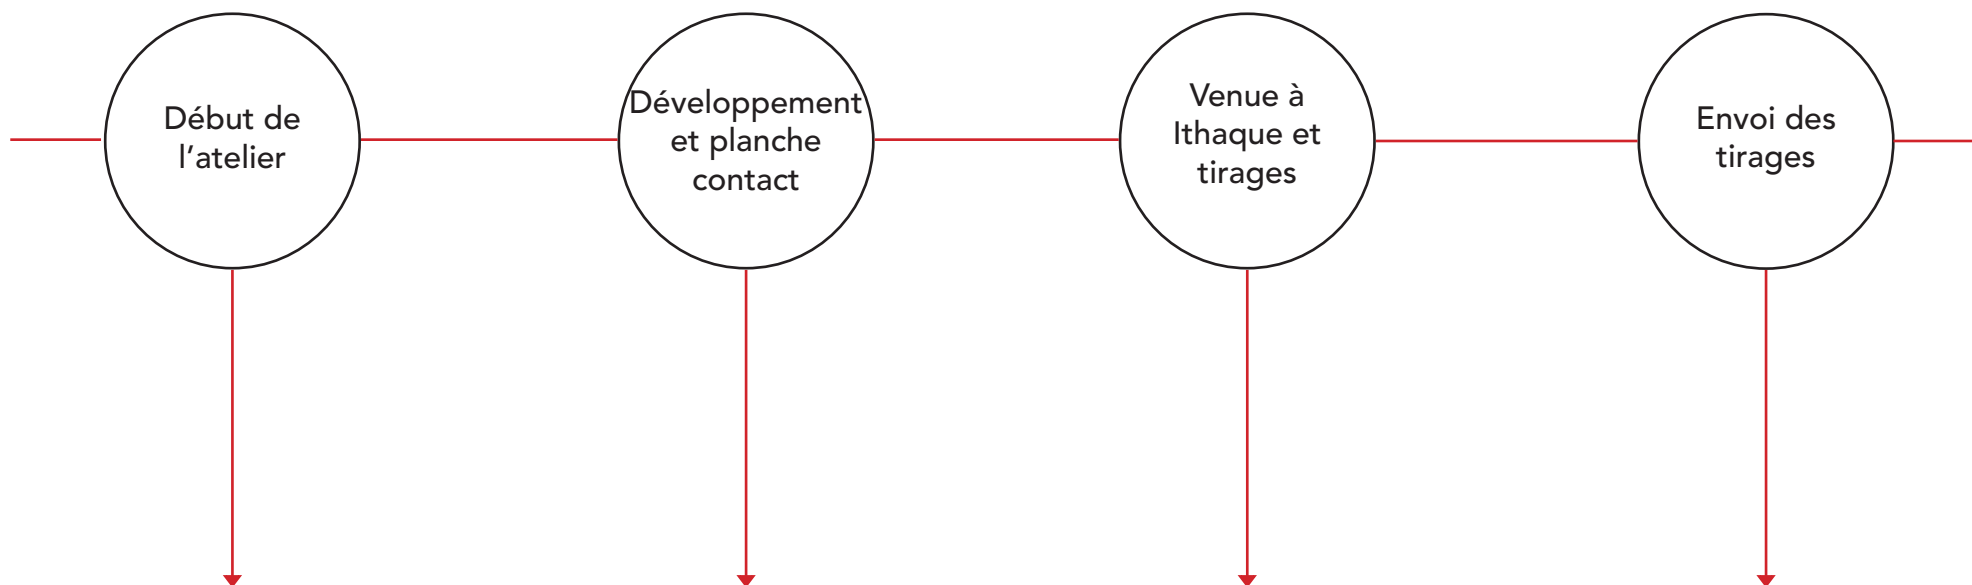 Début de
l’atelier
Développement
et planche
contact
Venue à
Ithaque et
tirages
Envoi des
tirages